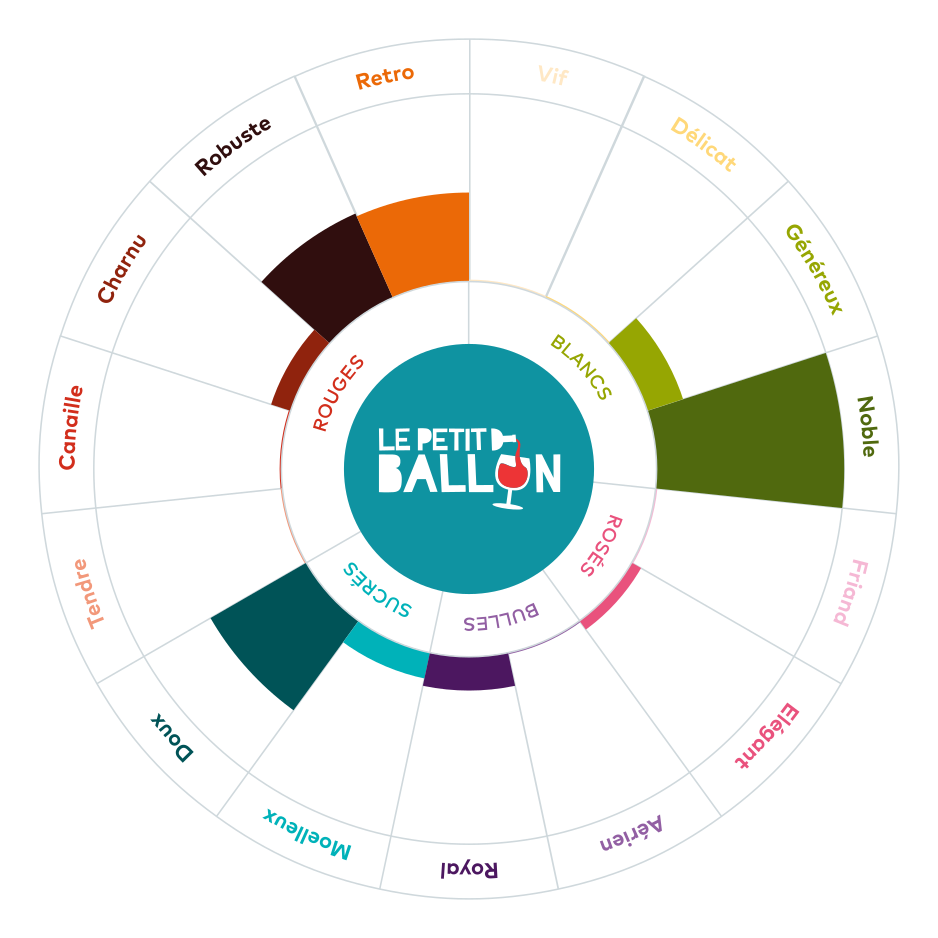 Retro
Vif
Délicat
Généreux
Noble
Friand
Elégant
Aérien
Royal
Moelleux
Doux
Tendre
Canaille
Charnu
Robuste
BLANCS
ROSÉS
BULLES
SUCRÉS
ROUGES
LE PETIT
BALLON